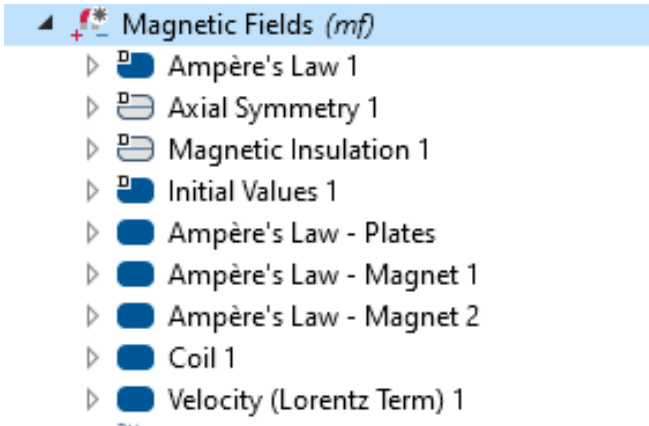 Magnetic Fields (mf)
Ampère's Law 1
Axial Symmetry 1
Magnetic Insulation 1
Initial Values 1
Ampère's Law - Plates
Ampère's Law - Magnet 1
Ampère's Law - Magnet 2
Coil 1
Velocity (Lorentz Term) 1